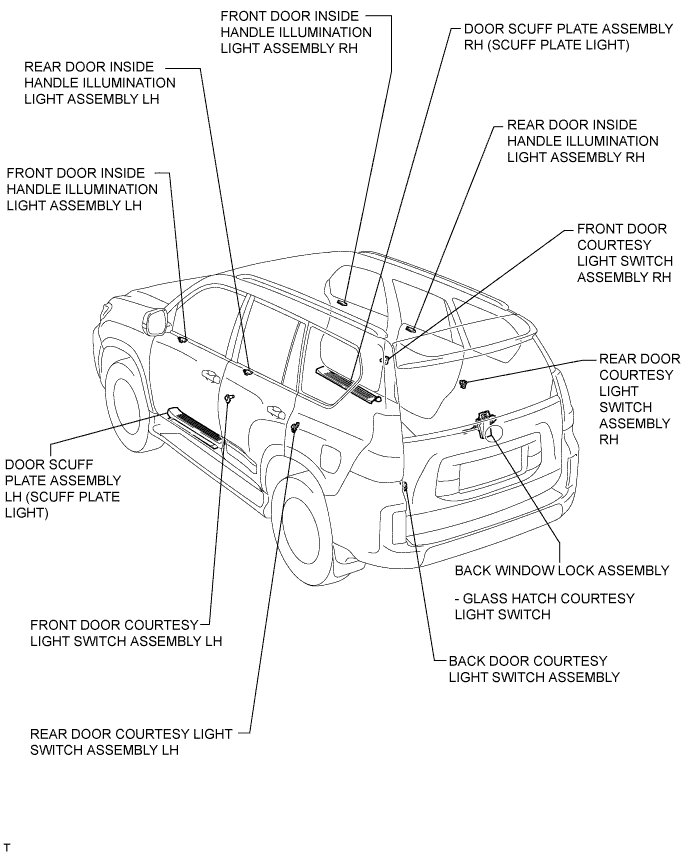 FRONT DOOR INSIDE
HANDLE ILLUMINATION
LIGHT ASSEMBLY RH
DOOR SCUFF PLATE ASSEMBLY
RH (SCUFF PLATE LIGHT)
REAR DOOR INSIDE
HANDLE ILLUMINATION
LIGHT ASSEMBLY LH
REAR DOOR INSIDE
HANDLE ILLUMINATION
LIGHT ASSEMBLY RH
FRONT DOOR INSIDE
HANDLE ILLUMINATION
LIGHT ASSEMBLY LH
FRONT DOOR
COURTESY
LIGHT SWITCH
ASSEMBLY RH
REAR DOOR
COURTESY
LIGHT
SWITCH
ASSEMBLY
RH
DOOR SCUFF
PLATE ASSEMBLY
LH (SCUFF PLATE
LIGHT)
BACK WINDOW LOCK ASSEMBLY
- GLASS HATCH COURTESY
LIGHT SWITCH
FRONT DOOR COURTESY
LIGHT SWITCH ASSEMBLY LH
BACK DOOR COURTESY
LIGHT SWITCH ASSEMBLY
REAR DOOR COURTESY LIGHT
SWITCH ASSEMBLY LH
T